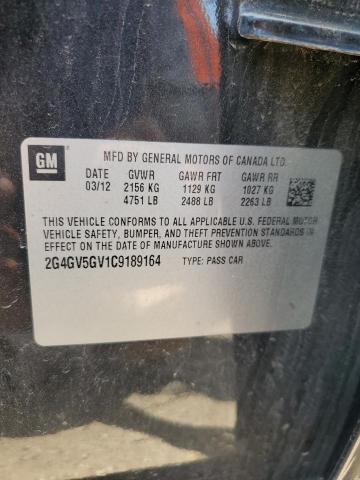 GM
MFD BY GENERAL MOTORS OF CANADA LTD.
DATE GVWR GAWR FRT GAWR RR
03/12 2156 KG 1129 KG 1027 KG
4751 LB 2488 LB 2263 LB
THIS VEHICLE CONFORMS TO ALL APPLICABLE U.S. FEDERAL MOTOR
VEHICLE SAFETY, BUMPER, AND THEFT PREVENTION STANDARDS IN
EFFECT ON THE DATE OF MANUFACTURE SHOWN ABOVE.
2G4GV5GV1C9189164 TYPE: PASS CAR